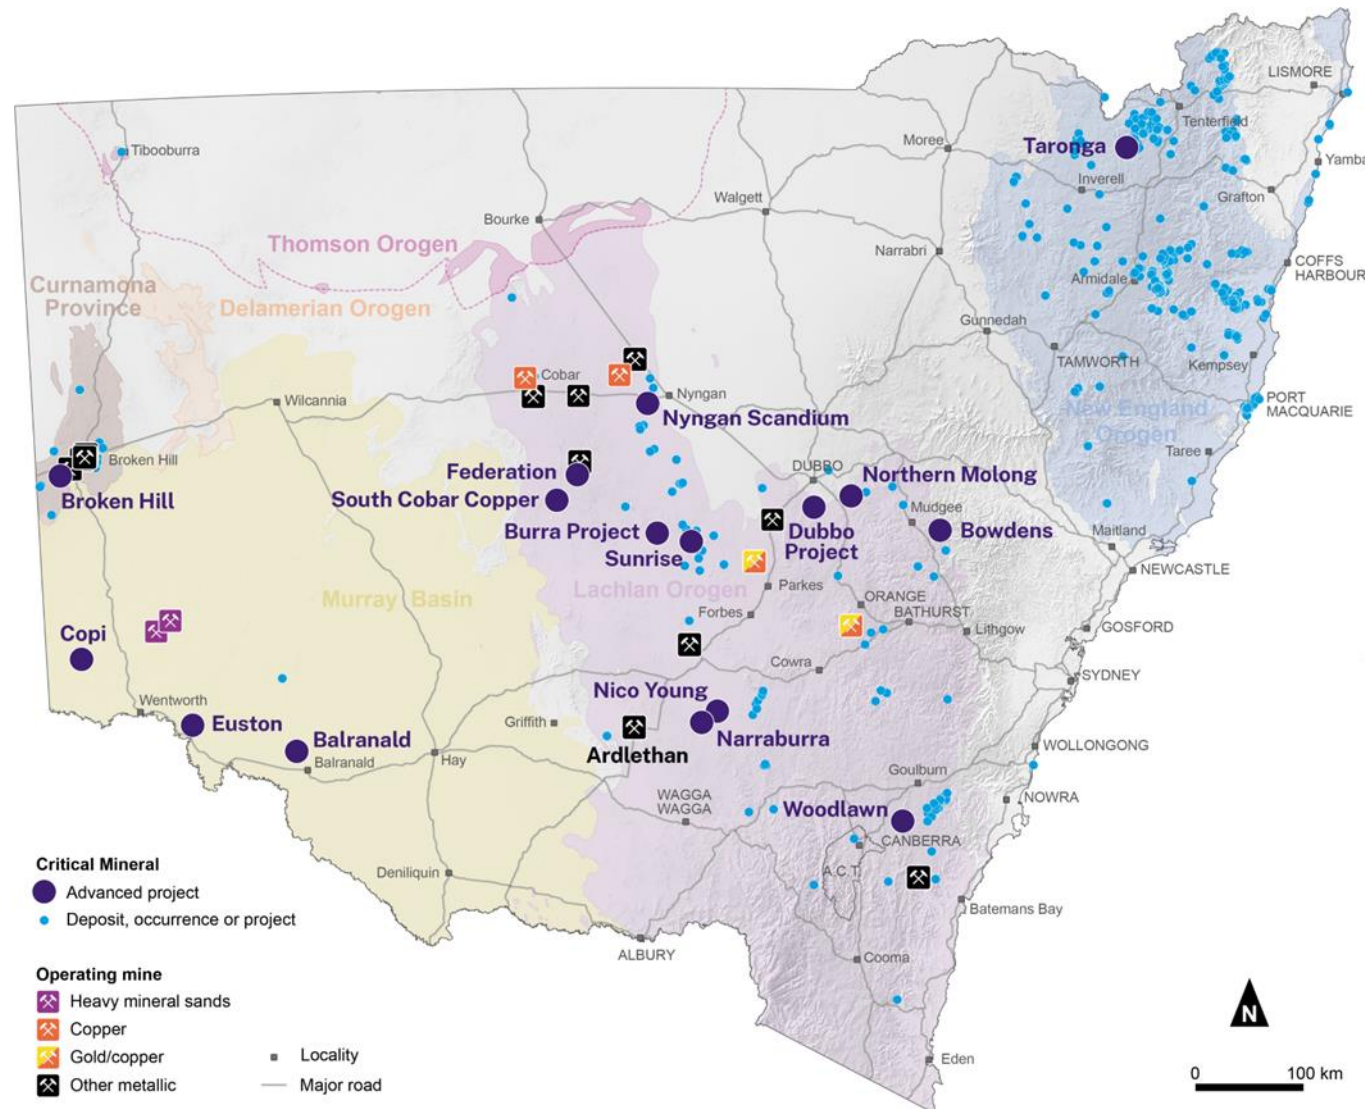 LISMORE
Tenterfield
Moree
Taronga
Yamba
Tibooburra
Inverell
Grafton
Walgett
Bourke
Thomson Orogen
Narrabri
COFFS
HARBOUR
Curnamona
Province
Armidale
Delamerian Orogen
Gunnedah
TAMWORTH
Kempsey
Cobar
Nyngan
Wilcannia
PORT
MACQUARIE
Nyngan Scandium
New England
Orogen
Taree
Broken Hill
DUBBO
Federation
Northern Molong
Broken Hill
South Cobar Copper
Mudgee
Burra Project
Dubbo
Project
Bowdens
Maitland
Sunrise
NEWCASTLE
Lachlan Orogen
Parkes
Murray Basin
ORANGE
Forbes
BATHURST
Lithgow
GOSFORD
Copi
Cowra
SYDNEY
Nico Young
Wentworth
Euston
Griffith
Narraburra
Balranald
WOLLONGONG
Ardlethan
Balranald
Hay
Goulburn
WAGGA
WAGGA
NOWRA
Woodlawn
CANBERRA
Critical Mineral
Advanced project
Deliniquin
A.C.T.
Deposit, occurrence or project
Batemans Bay
ALBURY
Cooma
Operating mine
Heavy mineral sands
Copper
N
Gold/copper
Locality
Eden
Other metallic
Major road
0 100 km